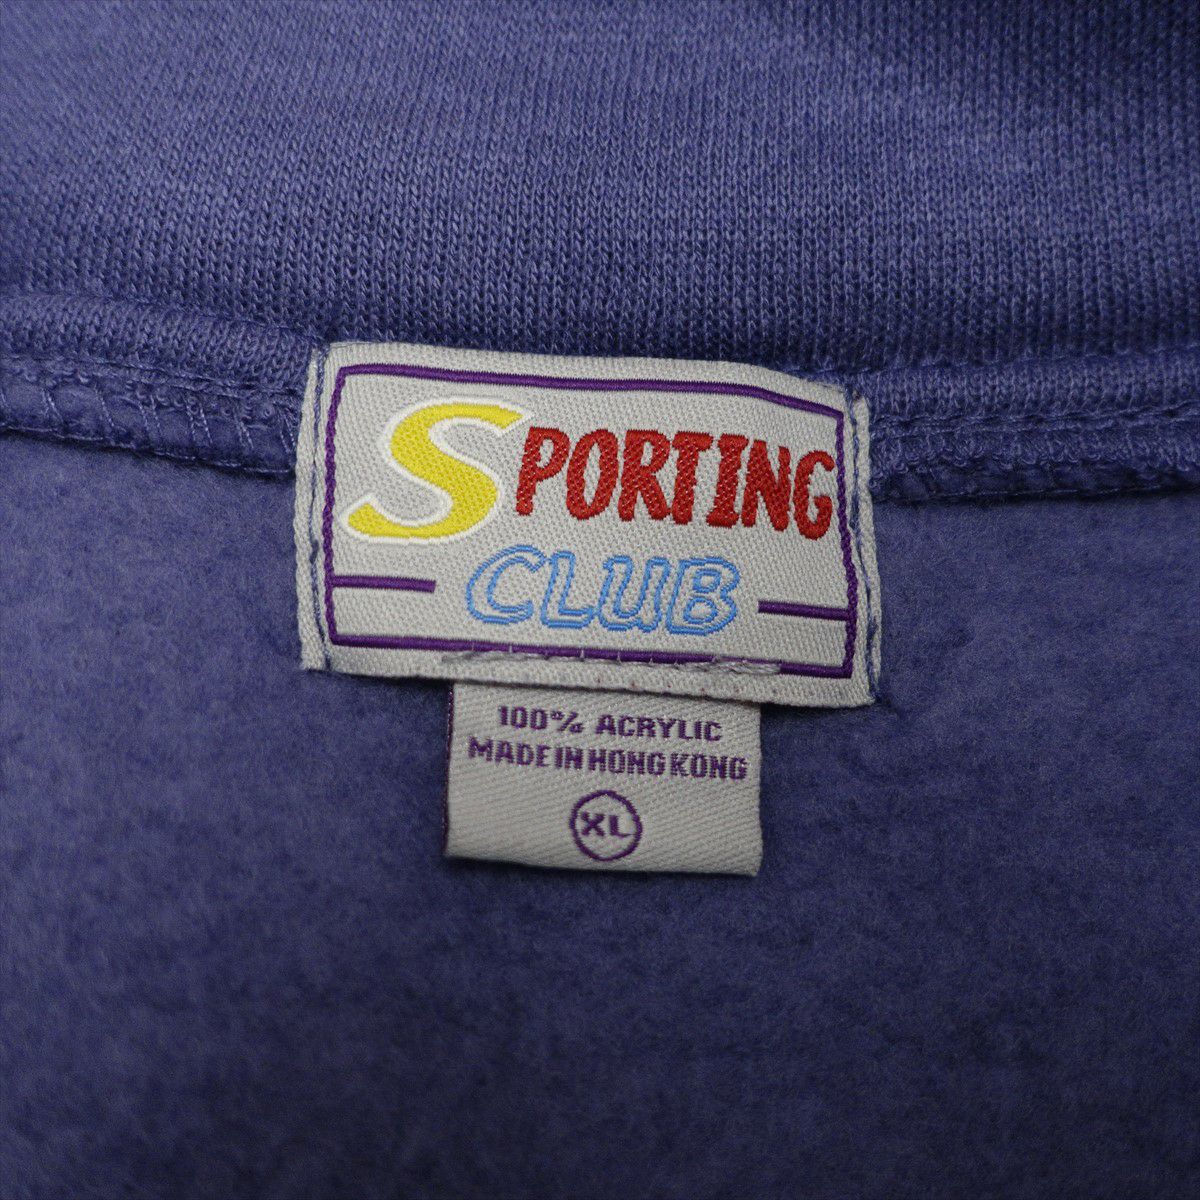 SPORTING
CLUB
100% ACRYLIC
MADE IN HONG KONG
XL